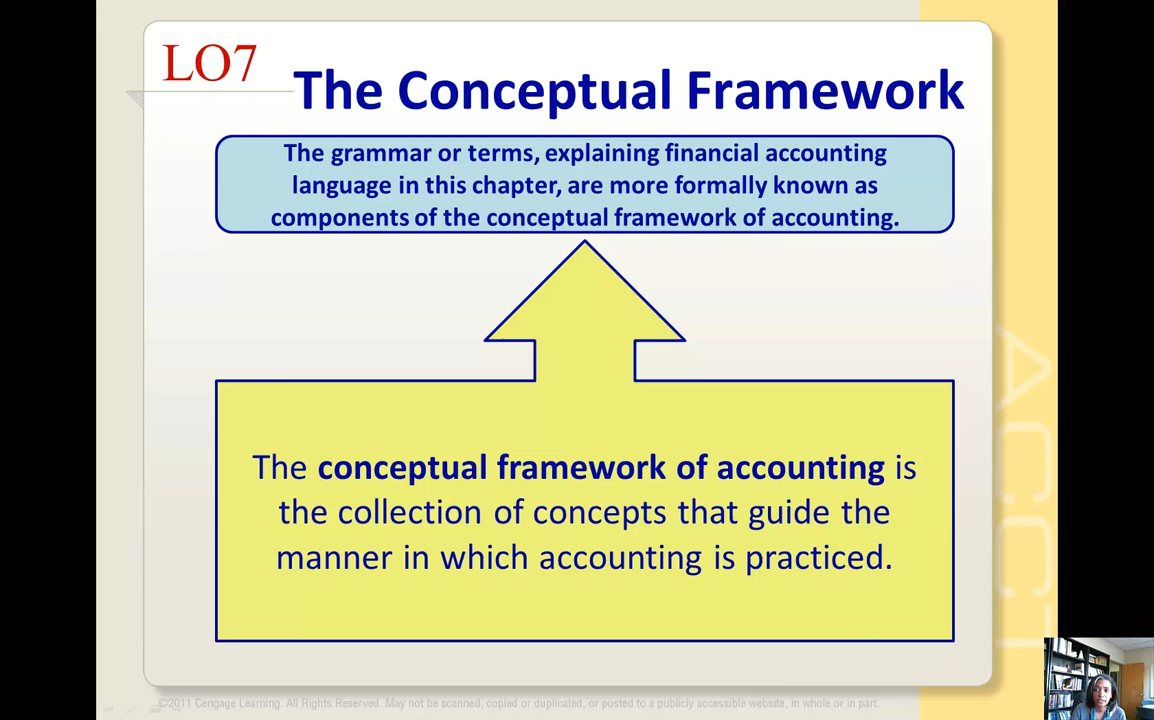 LO7
The Conceptual Framework
The grammar or terms, explaining financial accounting
language in this chapter, are more formally known as
components of the conceptual framework of accounting.
The conceptual framework of accounting is
the collection of concepts that guide the
manner in which accounting is practiced.
ACCT
©2011 Cengage Learning. All Rights Reserved. May not be scanned, copied or duplicated, or posted to a publicly accessible website, in whole or in part.